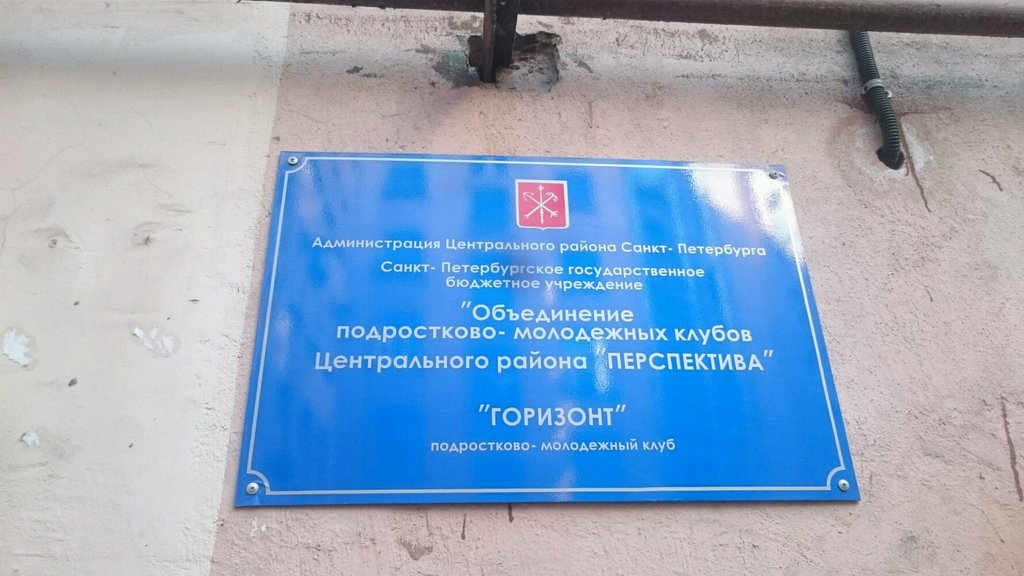 Администрация Центрального района Санкт- Петербурга
Санкт- Петербургское государственное
бюджетное учреждение
"Объединение
подростково- молодежных клубов
Центрального района "ПЕРСПЕКТИВА"
"ГОРИЗОНТ"
подростково- молодежный клуб